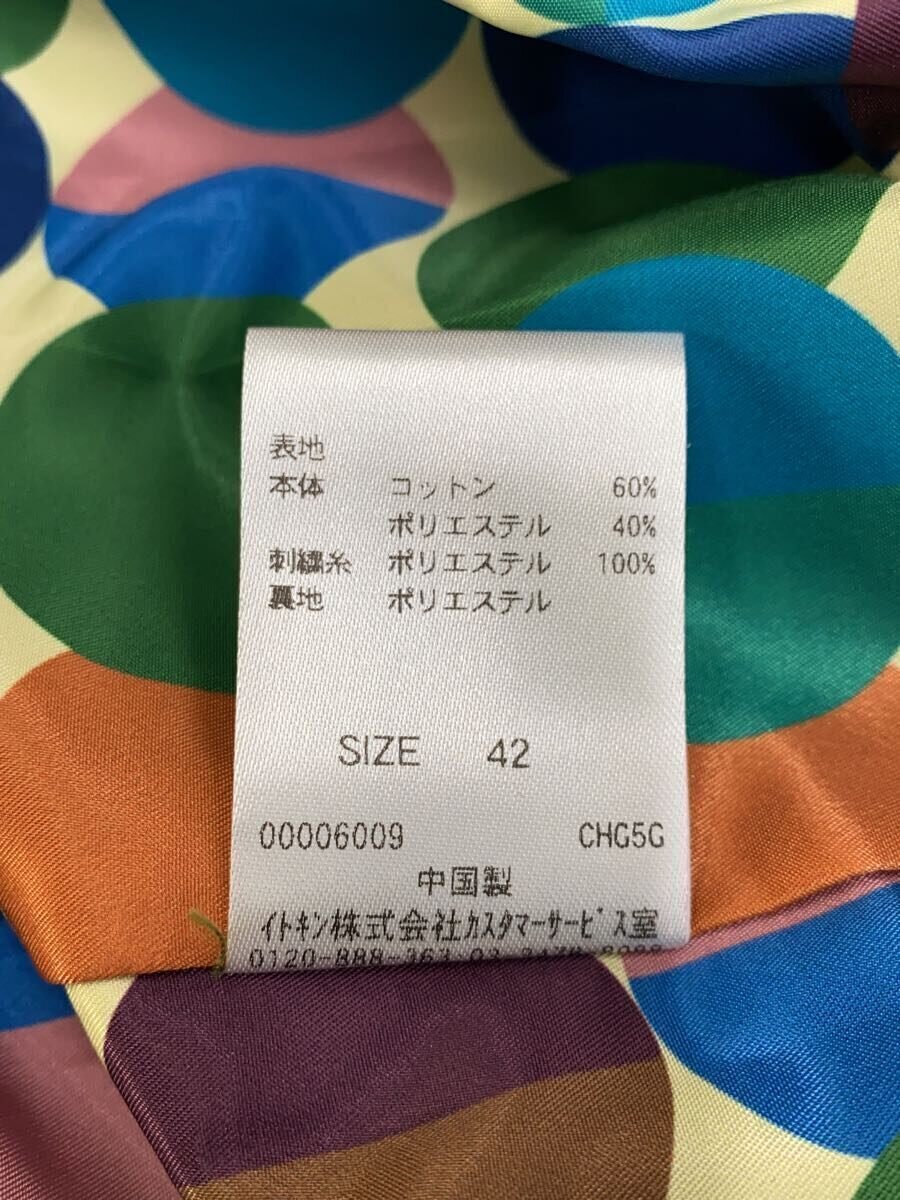 表地
本体 コットン 60%
ポリエステル 40%
刺繍糸 ポリエステル 100%
裏地 ポリエステル
SIZE 42
00006009 CHG5G
中国製
イトキン株式会社カスタマーサービス室
0120-888-363